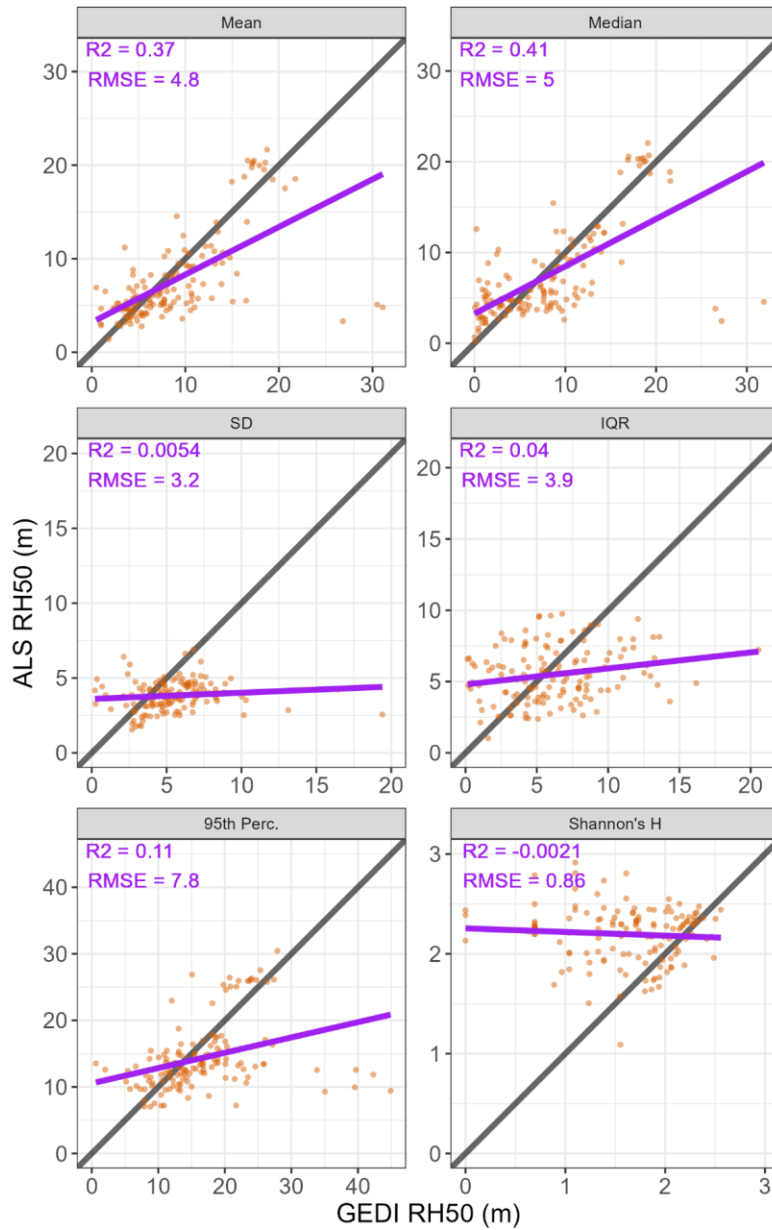 Mean
R2 = 0.37
RMSE = 4.8
30
20
10
0
0 10 20 30
Median
R2 = 0.41
RMSE = 5
30
20
10
0
0 10 20 30
SD
R2 = 0.0054
RMSE = 3.2
20
15
10
5
0
0 5 10 15 20
IQR
R2 = 0.04
RMSE = 3.9
20
15
10
5
0
0 5 10 15 20
95th Perc.
R2 = 0.11
RMSE = 7.8
40
30
20
10
0
0 10 20 30 40
Shannon's H
R2 = -0.0021
RMSE = 0.86
3
2
1
0
0 1 2 3
ALS RH50 (m)
GEDI RH50 (m)